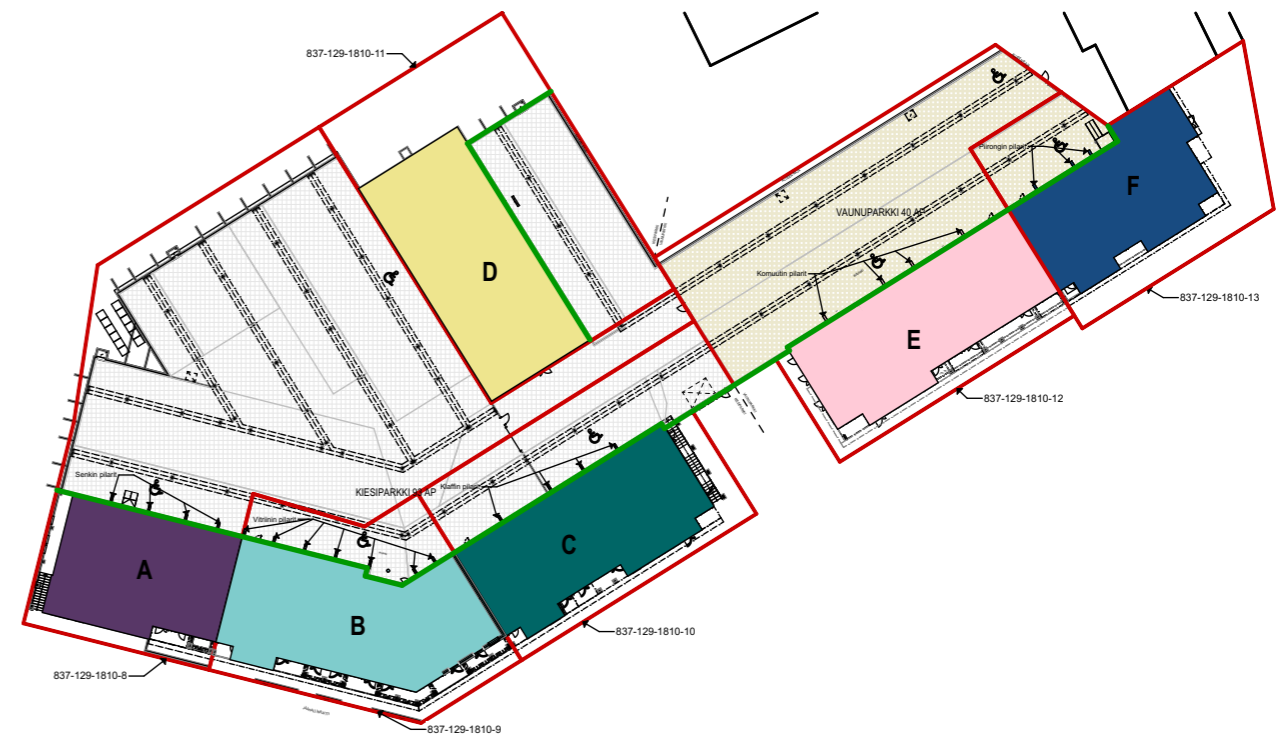 837-129-1810-11
Piirongin pilarit
F
VAUNUPARKKI 40 AP
D
Komuutin pilarit
837-129-1810-13
E
837-129-1810-12
Senkin pilarit
Klaffin pilarit
KIESIPARKKI
AP
Vitriinin pilarit
C
A
B
837-129-1810-10
837-129-1810-8
837-129-1810-9